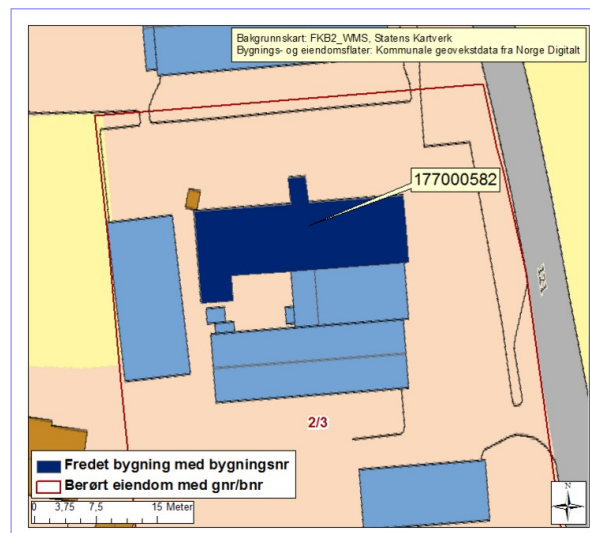 Bakgrunnskart: FKB2_WMS, Statens Kartverk
Bygnings- og eiendomsflater: Kommunale geovekstdata fra Norge Digitalt
177000582
121
2/3
Fredet bygning med bygningsnr
Berørt eiendom med gnr/bnr
0 3,75 7,5 15 Meter
N